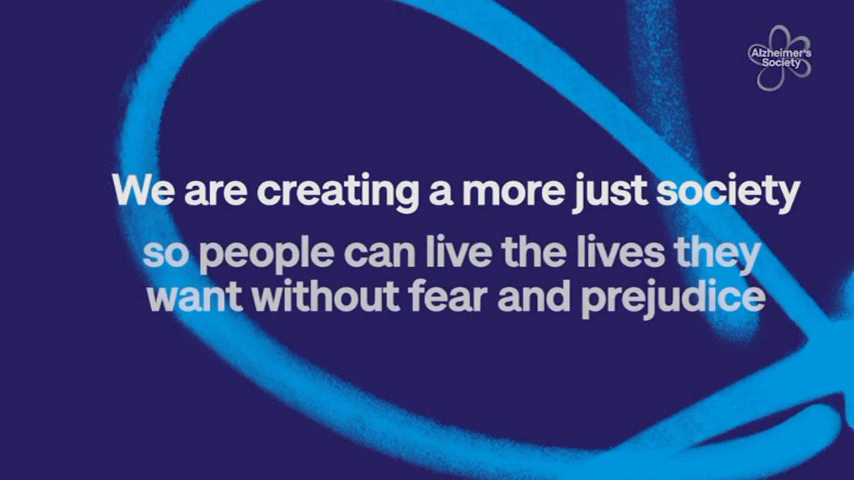 Alzheimer's
Society
We are creating a more just society
so people can live the lives they
want without fear and prejudice